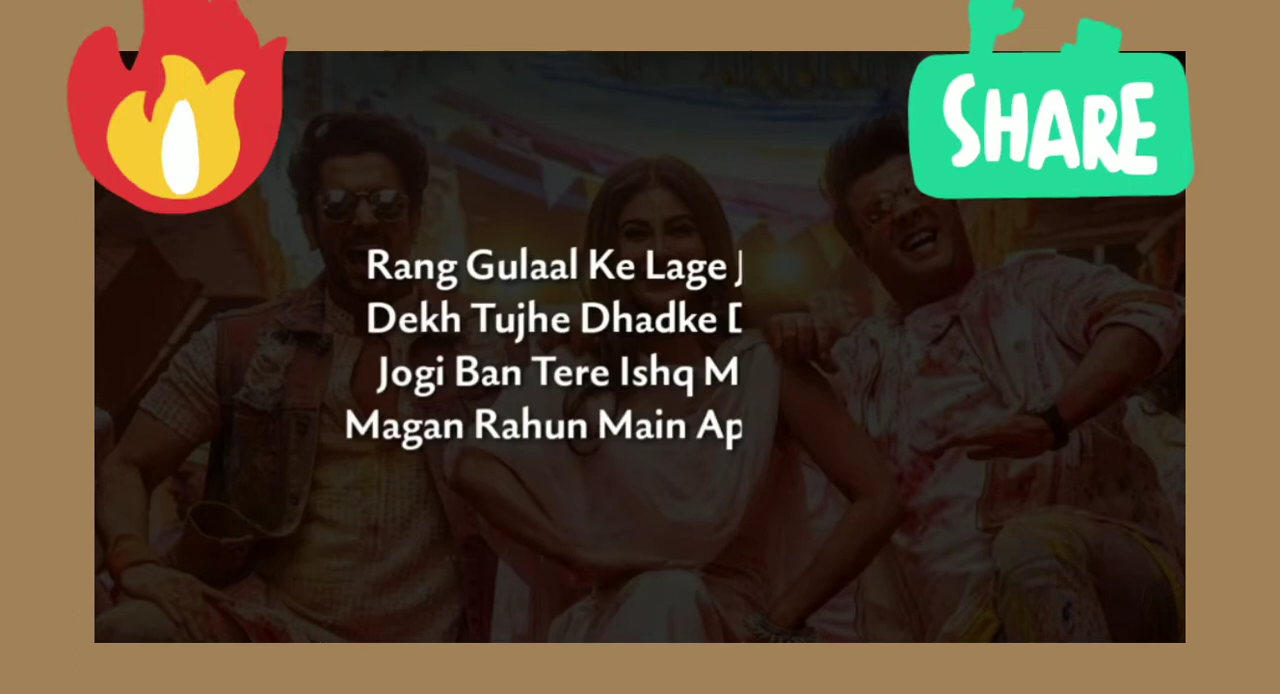 SHARE
Rang Gulaal Ke Lage
Dekh Tujhe Dhadke
Jogi Ban Tere Ishq
Magan Rahun Main